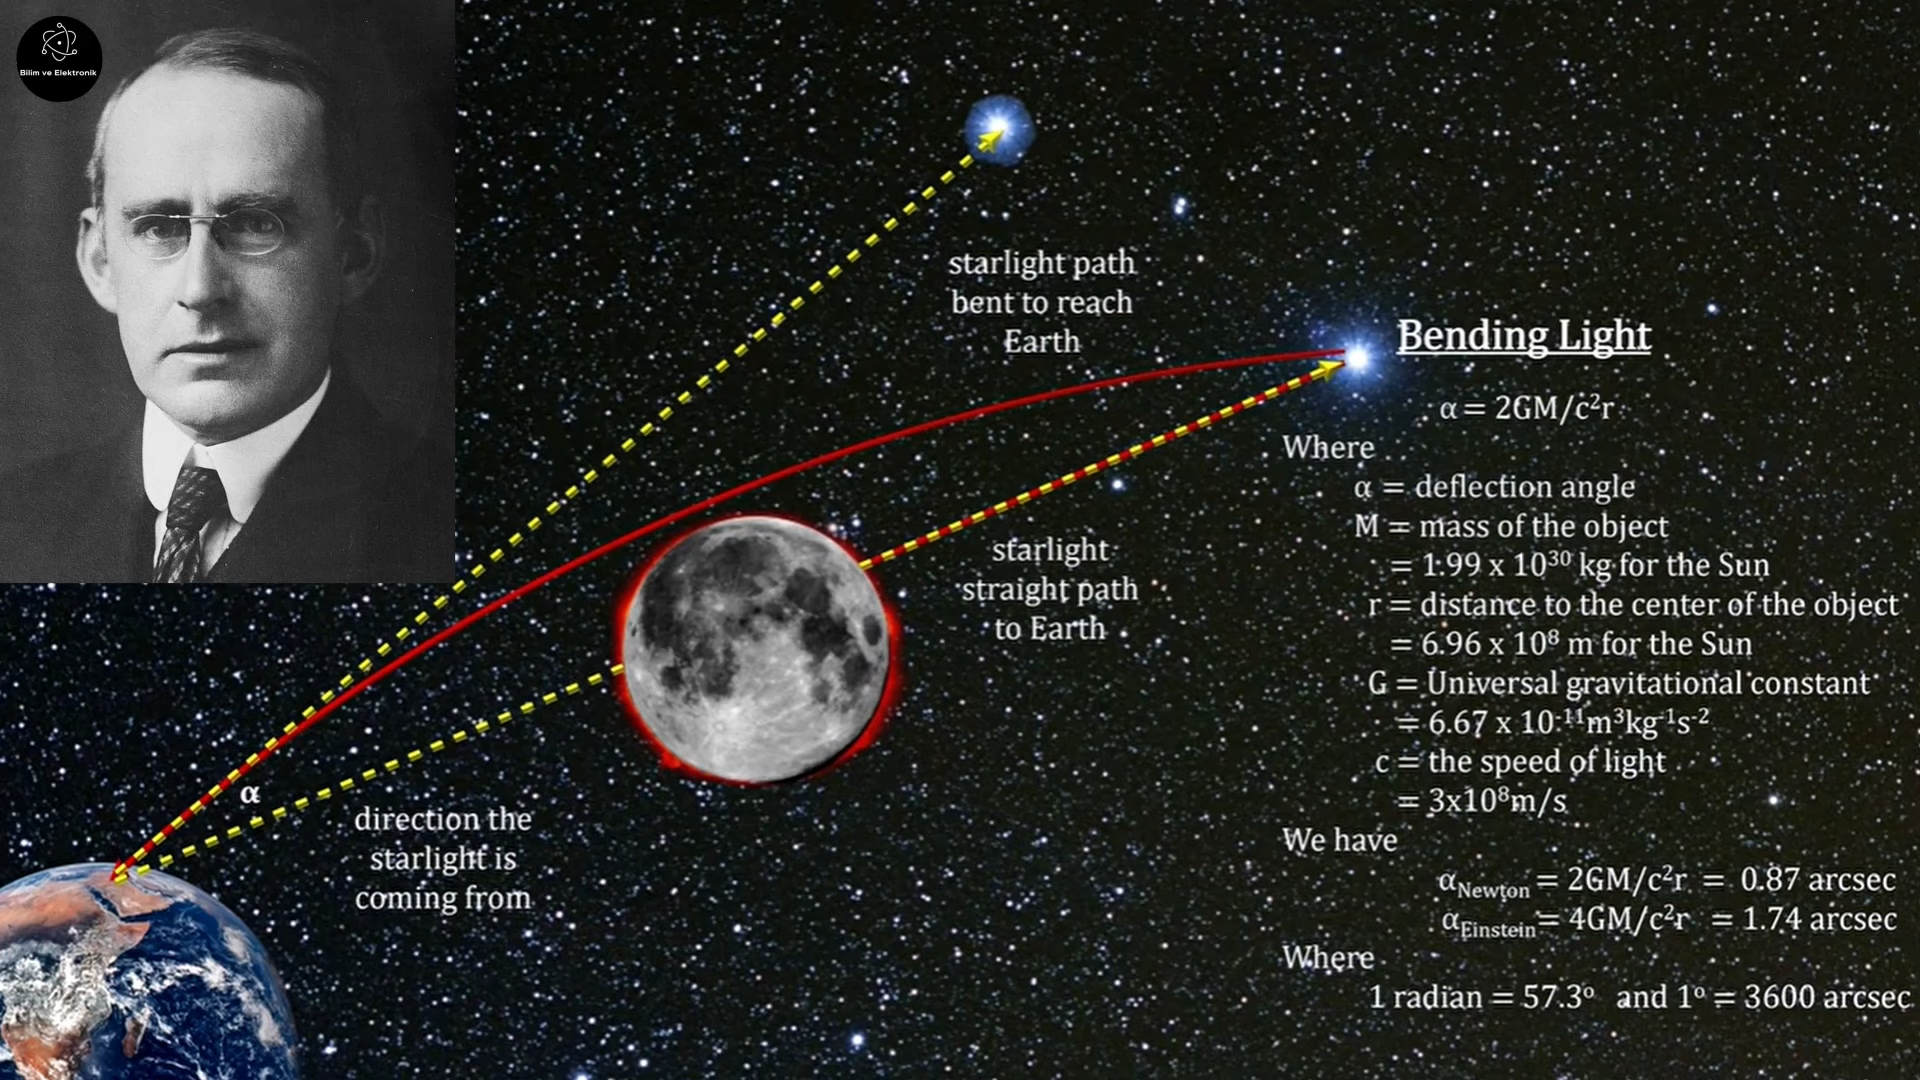 Bilim ve Elektronik
starlight path
bent to reach
Earth
starlight
straight path
to Earth
α
direction the
starlight is
coming from
Bending Light
α = 2GM/c²r
Where
α = deflection angle
M = mass of the object
= 1.99 x 10³⁰ kg for the Sun
r = distance to the center of the object
= 6.96 x 10⁸ m for the Sun
G = Universal gravitational constant
= 6.67 x 10⁻¹¹m³kg⁻¹s⁻²
c = the speed of light
= 3x10⁸m/s
We have
α_Newton = 2GM/c²r = 0.87 arcsec
α_Einstein = 4GM/c²r = 1.74 arcsec
Where
1 radian = 57.3º and 1º = 3600 arcsec